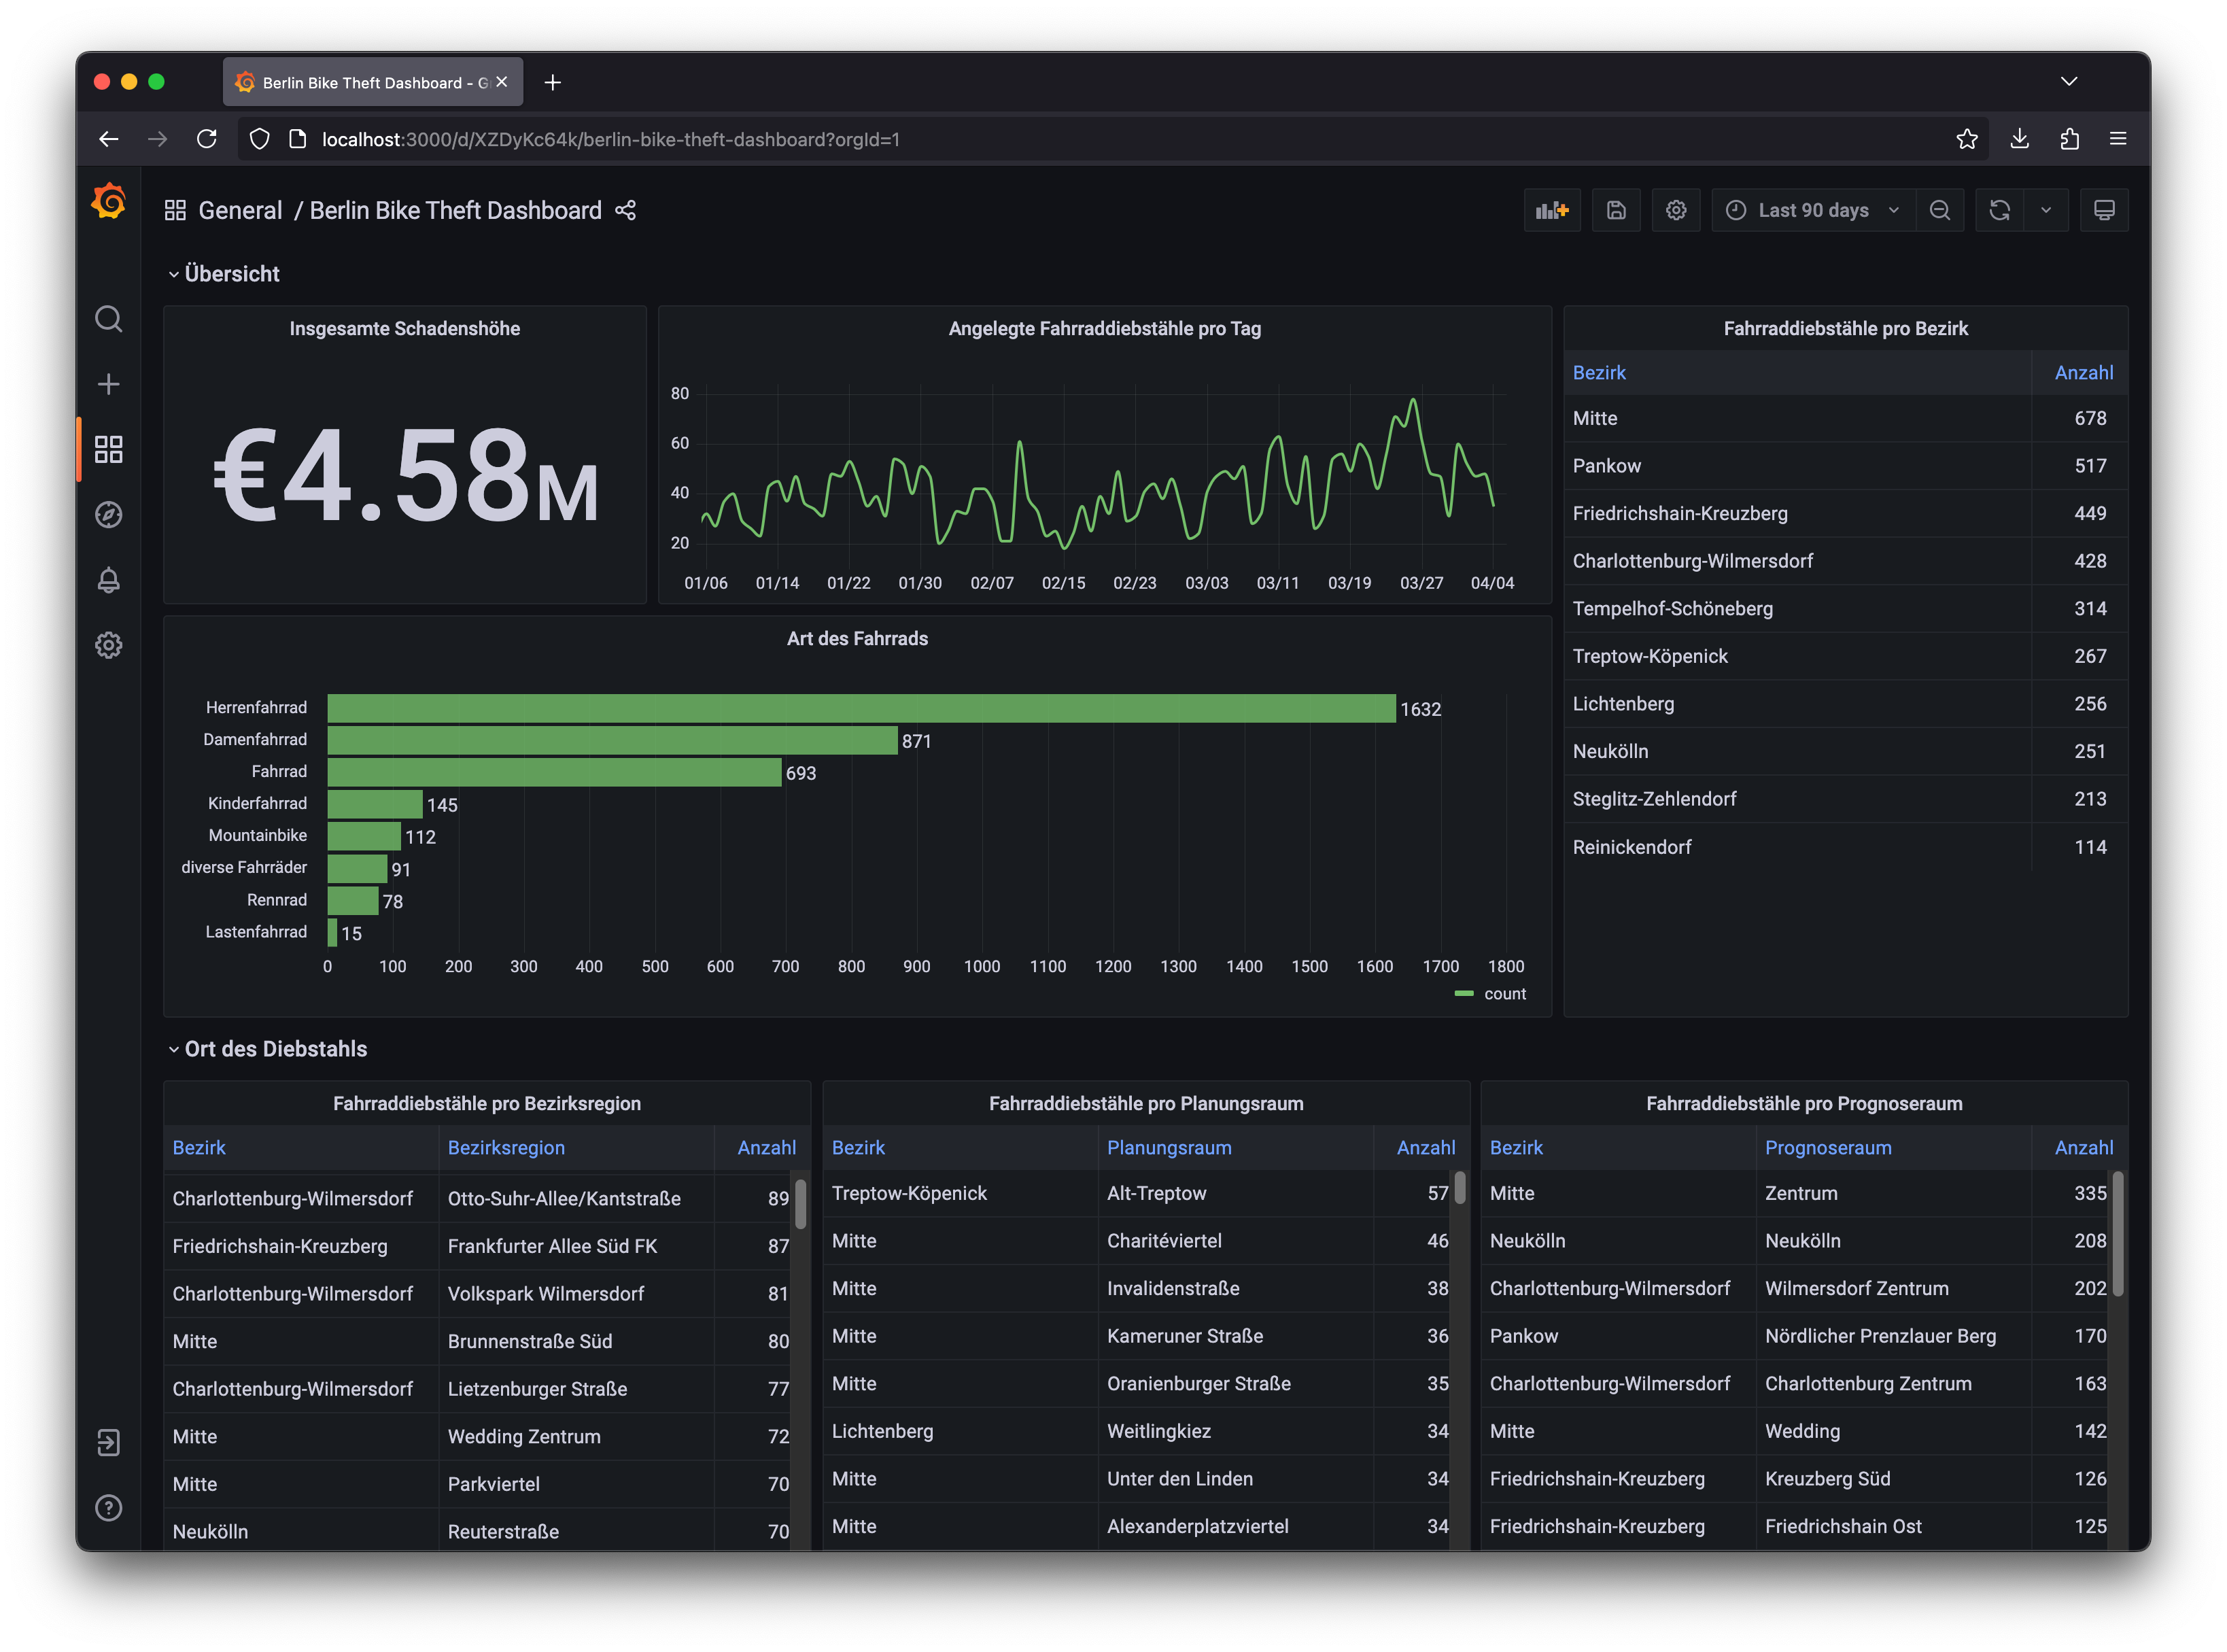 Berlin Bike Theft Dashboard - G
localhost:3000/d/XZDyKc64k/berlin-bike-theft-dashboard?orgId=1
General / Berlin Bike Theft Dashboard
Last 90 days
Übersicht
Insgesamte Schadenshöhe
€4.58M
Angelegte Fahrraddiebstähle pro Tag
80
60
40
20
01/06 01/14 01/22 01/30 02/07 02/15 02/23 03/03 03/11 03/19 03/27 04/04
Fahrraddiebstähle pro Bezirk
Bezirk Anzahl
Mitte 678
Pankow 517
Friedrichshain-Kreuzberg 449
Charlottenburg-Wilmersdorf 428
Tempelhof-Schöneberg 314
Treptow-Köpenick 267
Lichtenberg 256
Neukölln 251
Steglitz-Zehlendorf 213
Reinickendorf 114
Art des Fahrrads
Herrenfahrrad 1632
Damenfahrrad 871
Fahrrad 693
Kinderfahrrad 145
Mountainbike 112
diverse Fahrräder 91
Rennrad 78
Lastenfahrrad 15
0 100 200 300 400 500 600 700 800 900 1000 1100 1200 1300 1400 1500 1600 1700 1800
count
Ort des Diebstahls
Fahrraddiebstähle pro Bezirksregion
Bezirk Bezirksregion Anzahl
Charlottenburg-Wilmersdorf Otto-Suhr-Allee/Kantstraße 89
Friedrichshain-Kreuzberg Frankfurter Allee Süd FK 87
Charlottenburg-Wilmersdorf Volkspark Wilmersdorf 81
Mitte Brunnenstraße Süd 80
Charlottenburg-Wilmersdorf Lietzenburger Straße 77
Mitte Wedding Zentrum 72
Mitte Parkviertel 70
Neukölln Reuterstraße 70
Fahrraddiebstähle pro Planungsraum
Bezirk Planungsraum Anzahl
Treptow-Köpenick Alt-Treptow 57
Mitte Charitéviertel 46
Mitte Invalidenstraße 38
Mitte Kameruner Straße 36
Mitte Oranienburger Straße 35
Lichtenberg Weitlingkiez 34
Mitte Unter den Linden 34
Mitte Alexanderplatzviertel 34
Fahrraddiebstähle pro Prognoseraum
Bezirk Prognoseraum Anzahl
Mitte Zentrum 335
Neukölln Neukölln 208
Charlottenburg-Wilmersdorf Wilmersdorf Zentrum 202
Pankow Nördlicher Prenzlauer Berg 170
Charlottenburg-Wilmersdorf Charlottenburg Zentrum 163
Mitte Wedding 142
Friedrichshain-Kreuzberg Kreuzberg Süd 126
Friedrichshain-Kreuzberg Friedrichshain Ost 125